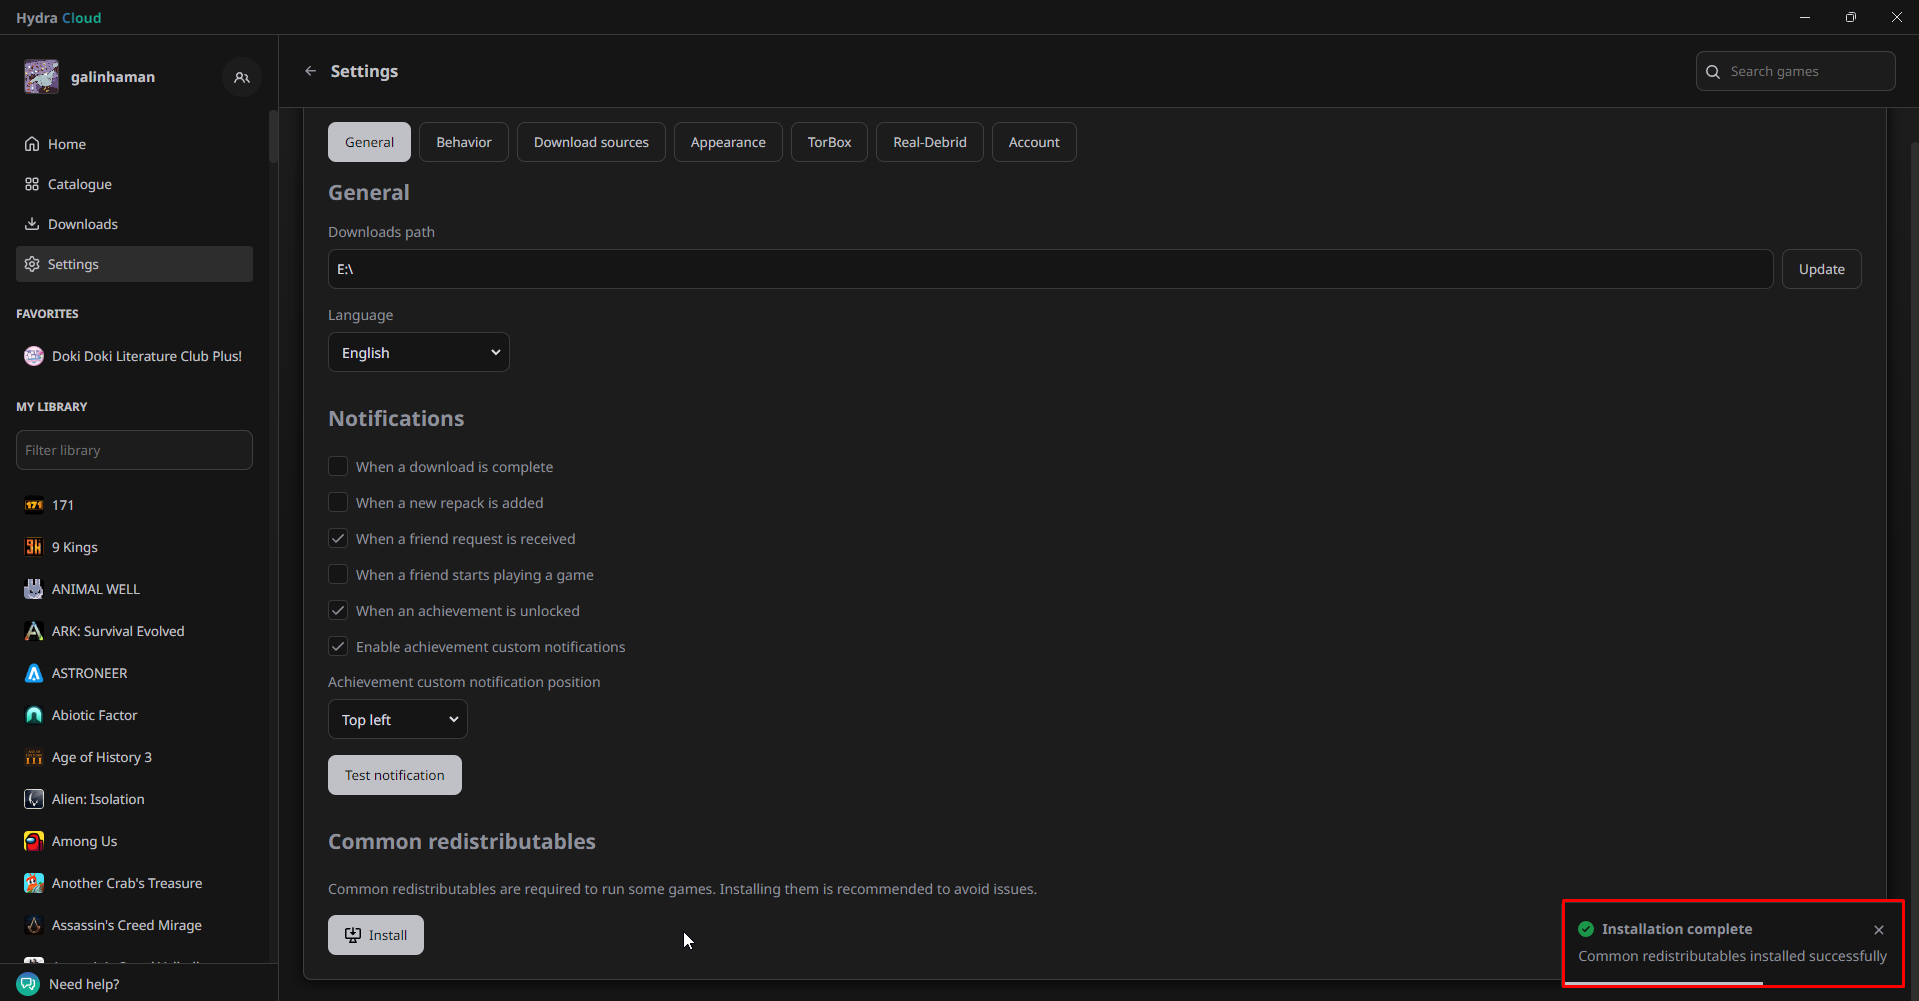 Hydra Cloud
galinhaman
Home
Catalogue
Downloads
Settings
FAVORITES
Doki Doki Literature Club Plus!
MY LIBRARY
Filter library
171
9 Kings
ANIMAL WELL
ARK: Survival Evolved
ASTRONEER
Abiotic Factor
Age of History 3
Alien: Isolation
Among Us
Another Crab's Treasure
Assassin's Creed Mirage
Need help?
Settings
Search games
General
Behavior
Download sources
Appearance
TorBox
Real-Debrid
Account
General
Downloads path
E:\
Update
Language
English
Notifications
When a download is complete
When a new repack is added
When a friend request is received
When a friend starts playing a game
When an achievement is unlocked
Enable achievement custom notifications
Achievement custom notification position
Top left
Test notification
Common redistributables
Common redistributables are required to run some games. Installing them is recommended to avoid issues.
Install
Installation complete
Common redistributables installed successfully